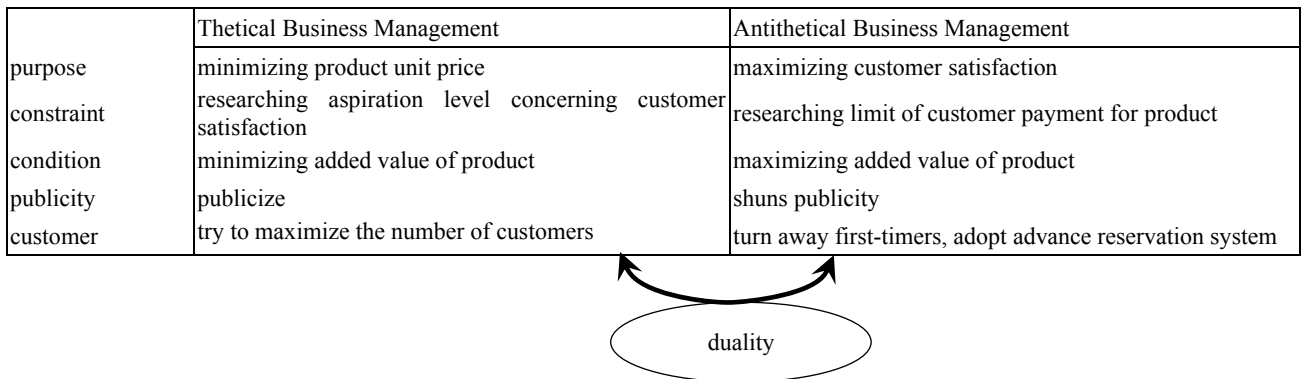 Thetical Business Management Antithetical Business Management
purpose minimizing product unit price maximizing customer satisfaction
constraint researching aspiration level concerning customer satisfaction researching limit of customer payment for product
condition minimizing added value of product maximizing added value of product
publicity publicize shuns publicity
customer try to maximize the number of customers turn away first-timers, adopt advance reservation system
duality